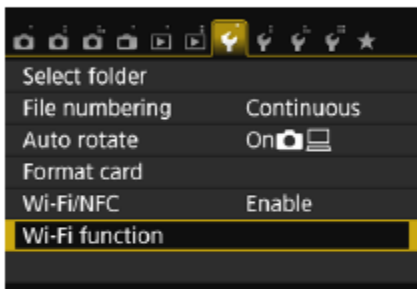 Select folder
File numbering Continuous
Auto rotate On
Format card
Wi-Fi/NFC Enable
Wi-Fi function